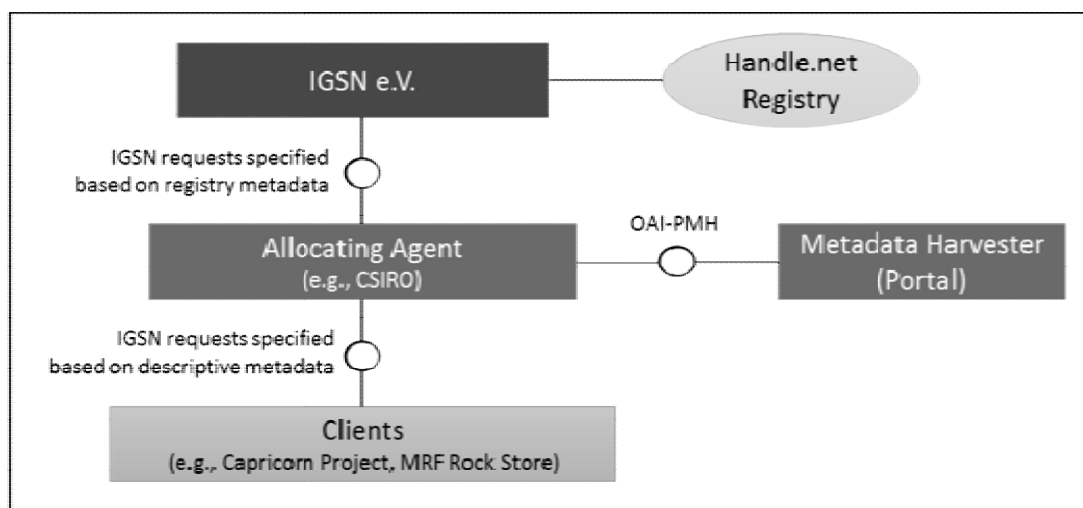 IGSN e.V.
Handle.net
Registry
IGSN requests specified
based on registry metadata
Allocating Agent
(e.g., CSIRO)
OAI-PMH
Metadata Harvester
(Portal)
IGSN requests specified
based on descriptive metadata
Clients
(e.g., Capricorn Project, MRF Rock Store)